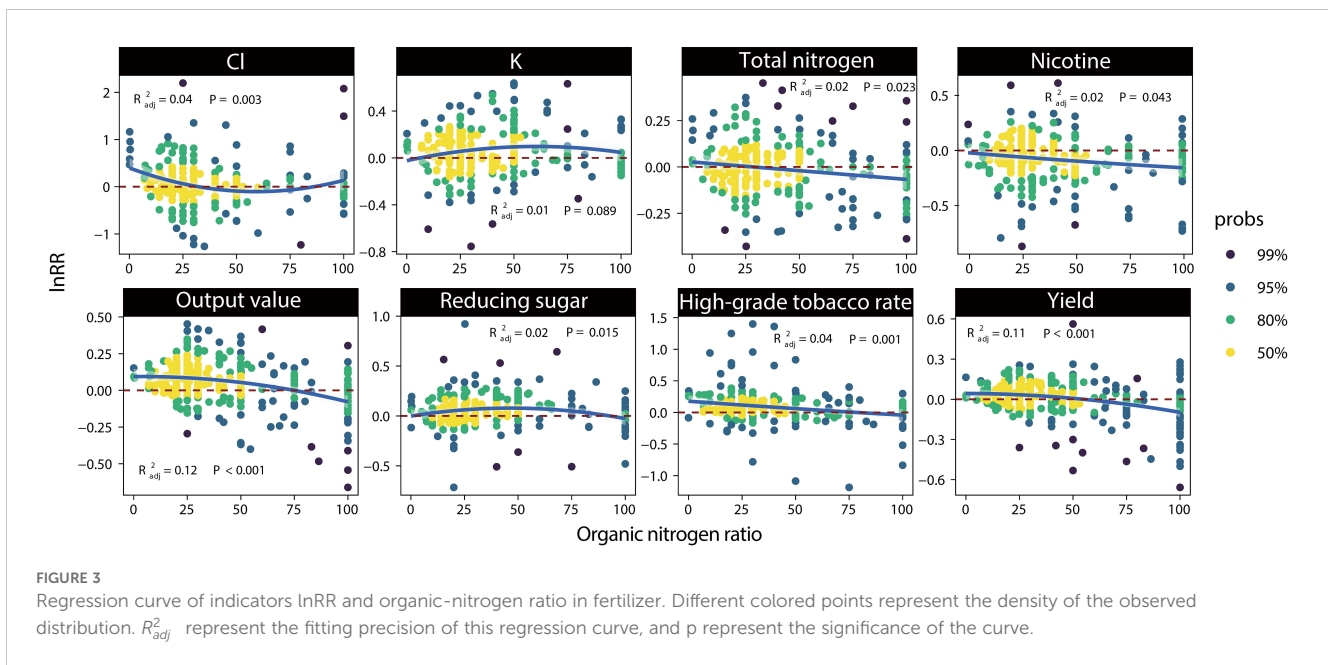 Cl
K
Total nitrogen
Nicotine
R²adj = 0.04 P = 0.003
R²adj = 0.01 P = 0.089
R²adj = 0.02 P = 0.023
R²adj = 0.02 P = 0.043
2
1
0
−1
0.4
0.0
−0.4
−0.8
0.25
0.00
−0.25
0.5
0.0
−0.5
0 25 50 75 100
0 25 50 75 100
0 25 50 75 100
0 25 50 75 100
lnRR
Output value
Reducing sugar
High-grade tobacco rate
Yield
R²adj = 0.12 P < 0.001
R²adj = 0.02 P = 0.015
R²adj = 0.04 P = 0.001
R²adj = 0.11 P < 0.001
0.50
0.25
0.00
−0.25
−0.50
1.0
0.5
0.0
−0.5
1.5
1.0
0.5
0.0
−0.5
−1.0
0.6
0.3
0.0
−0.3
−0.6
0 25 50 75 100
0 25 50 75 100
0 25 50 75 100
0 25 50 75 100
Organic nitrogen ratio
probs
99%
95%
80%
50%
FIGURE 3
Regression curve of indicators lnRR and organic-nitrogen ratio in fertilizer. Different colored points represent the density of the observed
distribution. R²adj represent the fitting precision of this regression curve, and p represent the significance of the curve.